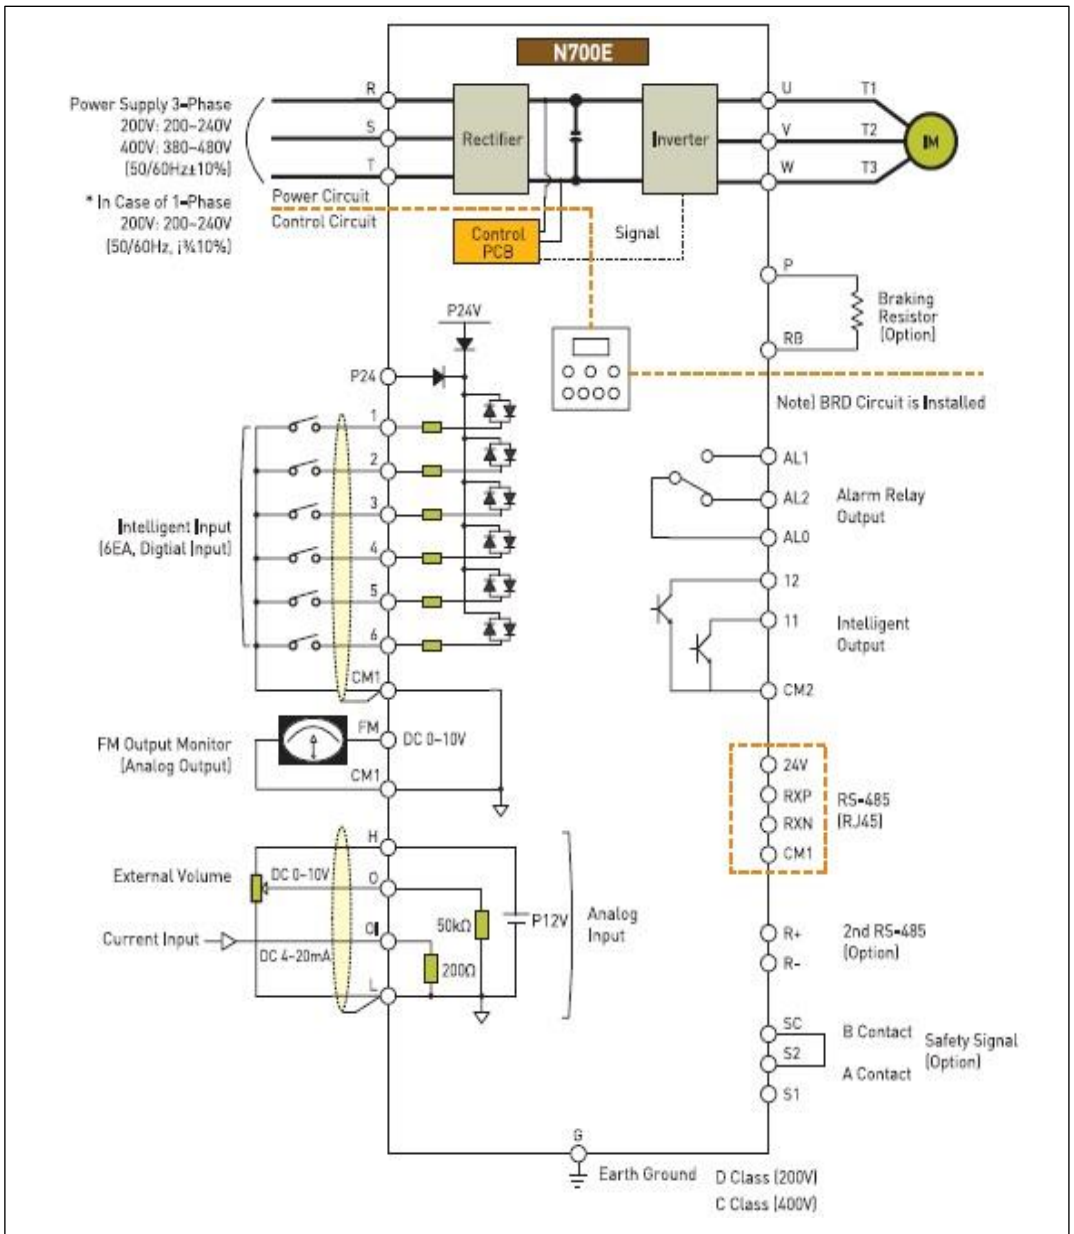 N700E
Power Supply 3-Phase
200V: 200~240V
400V: 380~480V
(50/60Hz±10%)
* In Case of 1-Phase
200V: 200~240V
(50/60Hz, ¡¾10%)
R
S
T
Rectifier
Inverter
U
V
W
T1
T2
T3
IM
Power Circuit
Control Circuit
Control
PCB
Signal
P
RB
Braking
Resistor
(Option)
Note) BRD Circuit is Installed
P24V
P24
1
2
3
4
5
6
CM1
Intelligent Input
(6EA, Digtial Input)
AL1
AL2
AL0
Alarm Relay
Output
12
11
CM2
Intelligent
Output
FM Output Monitor
(Analog Output)
FM
DC 0~10V
CM1
24V
RXP
RXN
CM1
RS-485
(RJ45)
External Volume
Current Input
H
DC 0~10V
O
OI
DC 4~20mA
L
50kΩ
200Ω
P12V
Analog
Input
R+
R-
2nd RS-485
(Option)
SC
S2
S1
B Contact
A Contact
Safety Signal
(Option)
G
Earth Ground
D Class (200V)
C Class (400V)